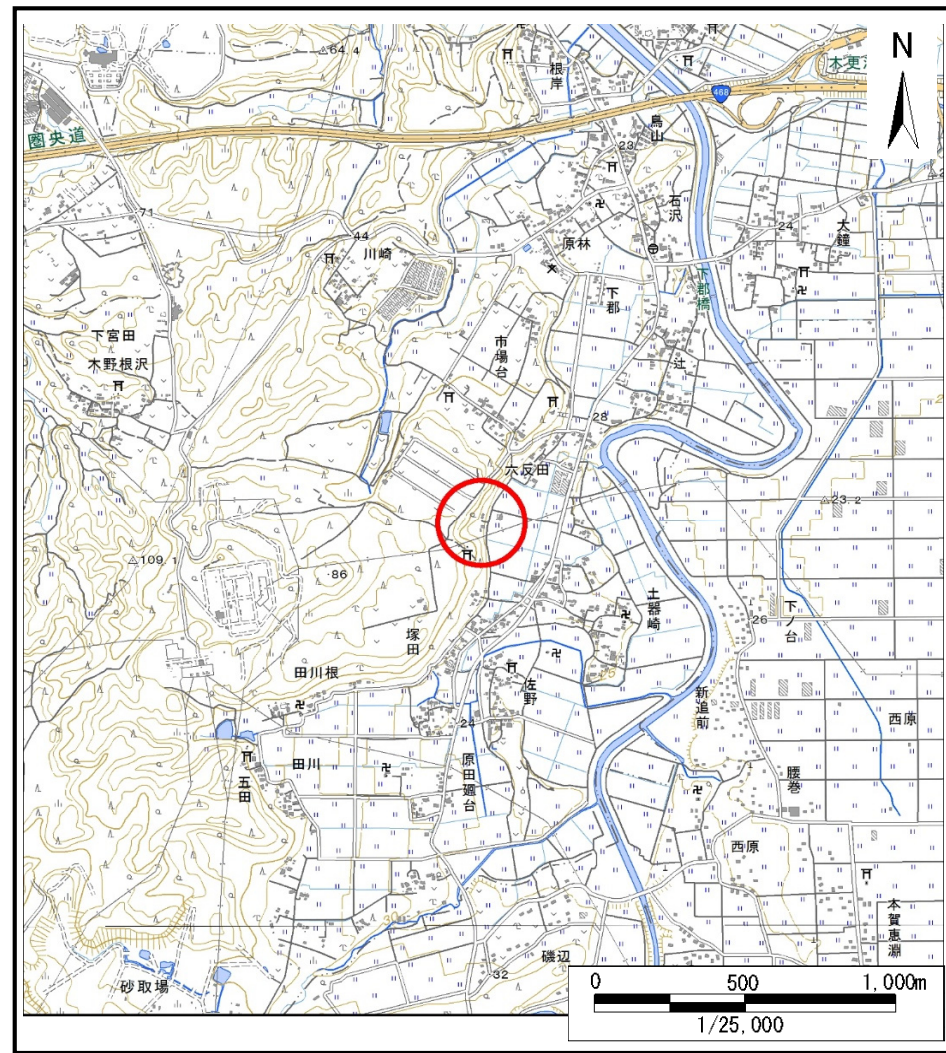 64.4
根岸
木更
N
468
圏央道
鳥山
23
71
石沢
44
24
川崎
原林
大鐘
下郡
下郡橋
下宮田
市場台
木野根沢
辻
28
六反田
23.2
109.1
86
土器崎
下ノ台
26
塚田
田川根
佐野
新追前
西原
24
田川
原田廻台
五田
腰巻
西原
本賀恵淵
磯辺
32
砂取場
0 500 1,000m
1/25,000